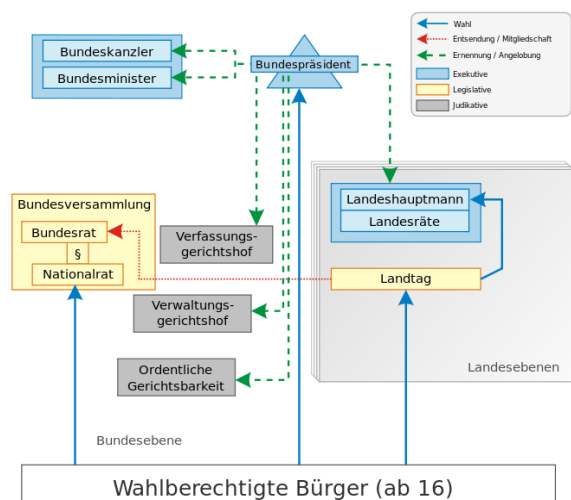 Bundeskanzler
Bundesminister
Bundespräsident
Wahl
Entsendung / Mitgliedschaft
Ernennung / Angelobung
Exekutive
Legislative
Judikative
Bundesversammlung
Bundesrat
§
Nationalrat
Verfassungs-
gerichtshof
Verwaltungs-
gerichtshof
Ordentliche
Gerichtsbarkeit
Landeshauptmann
Landesräte
Landtag
Landesebenen
Bundesebene
Wahlberechtigte Bürger (ab 16)